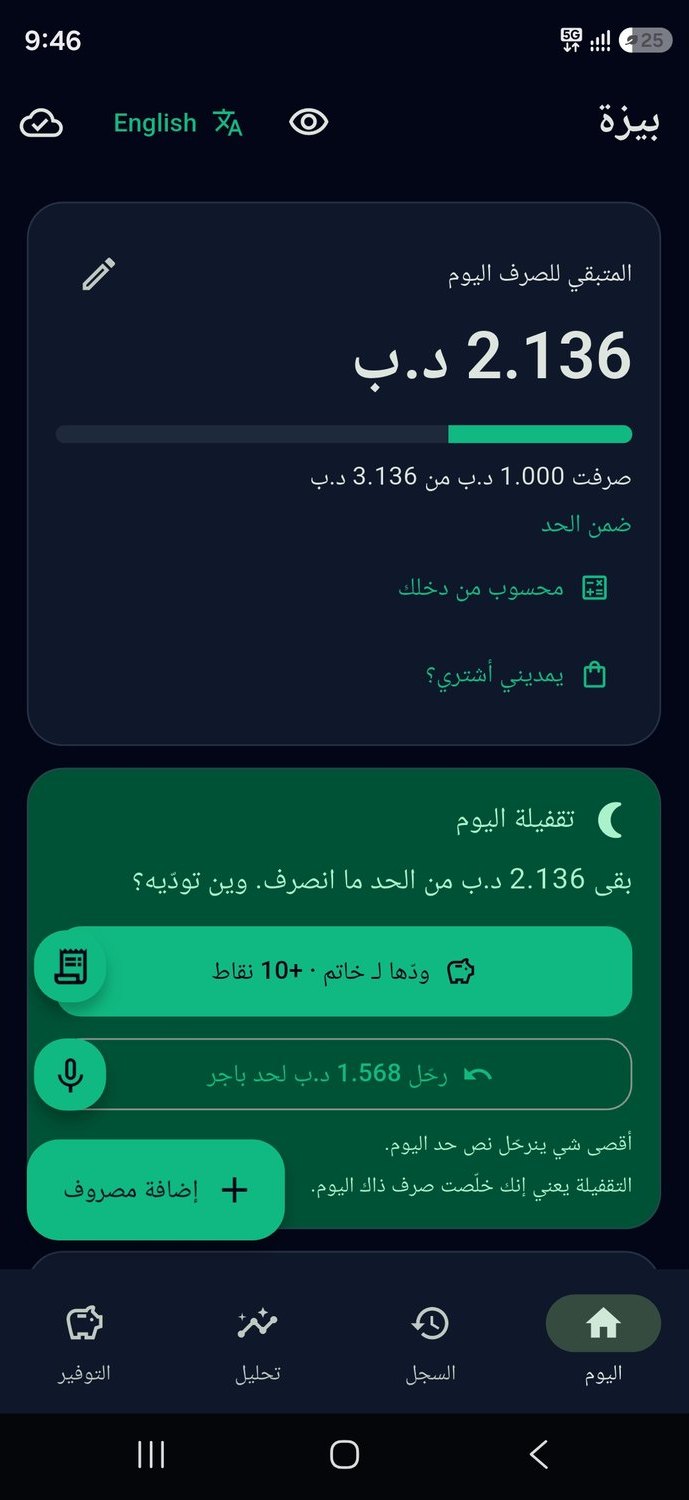 9:46
5G
25
بيزة
English
المتبقي للصرف اليوم
2.136 د.ب
صرفت 1.000 د.ب من 3.136 د.ب
ضمن الحد
محسوب من دخلك
يمديني أشتري؟
تقفيلة اليوم
بقى 2.136 د.ب من الحد ما انصرف. وين تودّيه؟
ودّها لـ خاتم · +10 نقاط
رحّل 1.568 د.ب لحد باجر
أقصى شي ينرحّل نص حد اليوم.
التقفيلة يعني إنك خلّصت صرف ذاك اليوم.
إضافة مصروف
اليوم
السجل
تحليل
التوفير